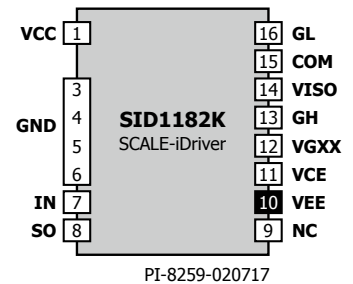 VCC 1
3
GND 4
5
6
IN 7
SO 8
SID1182K
SCALE-iDriver
16 GL
15 COM
14 VISO
13 GH
12 VGXX
11 VCE
10 VEE
9 NC
PI-8259-020717